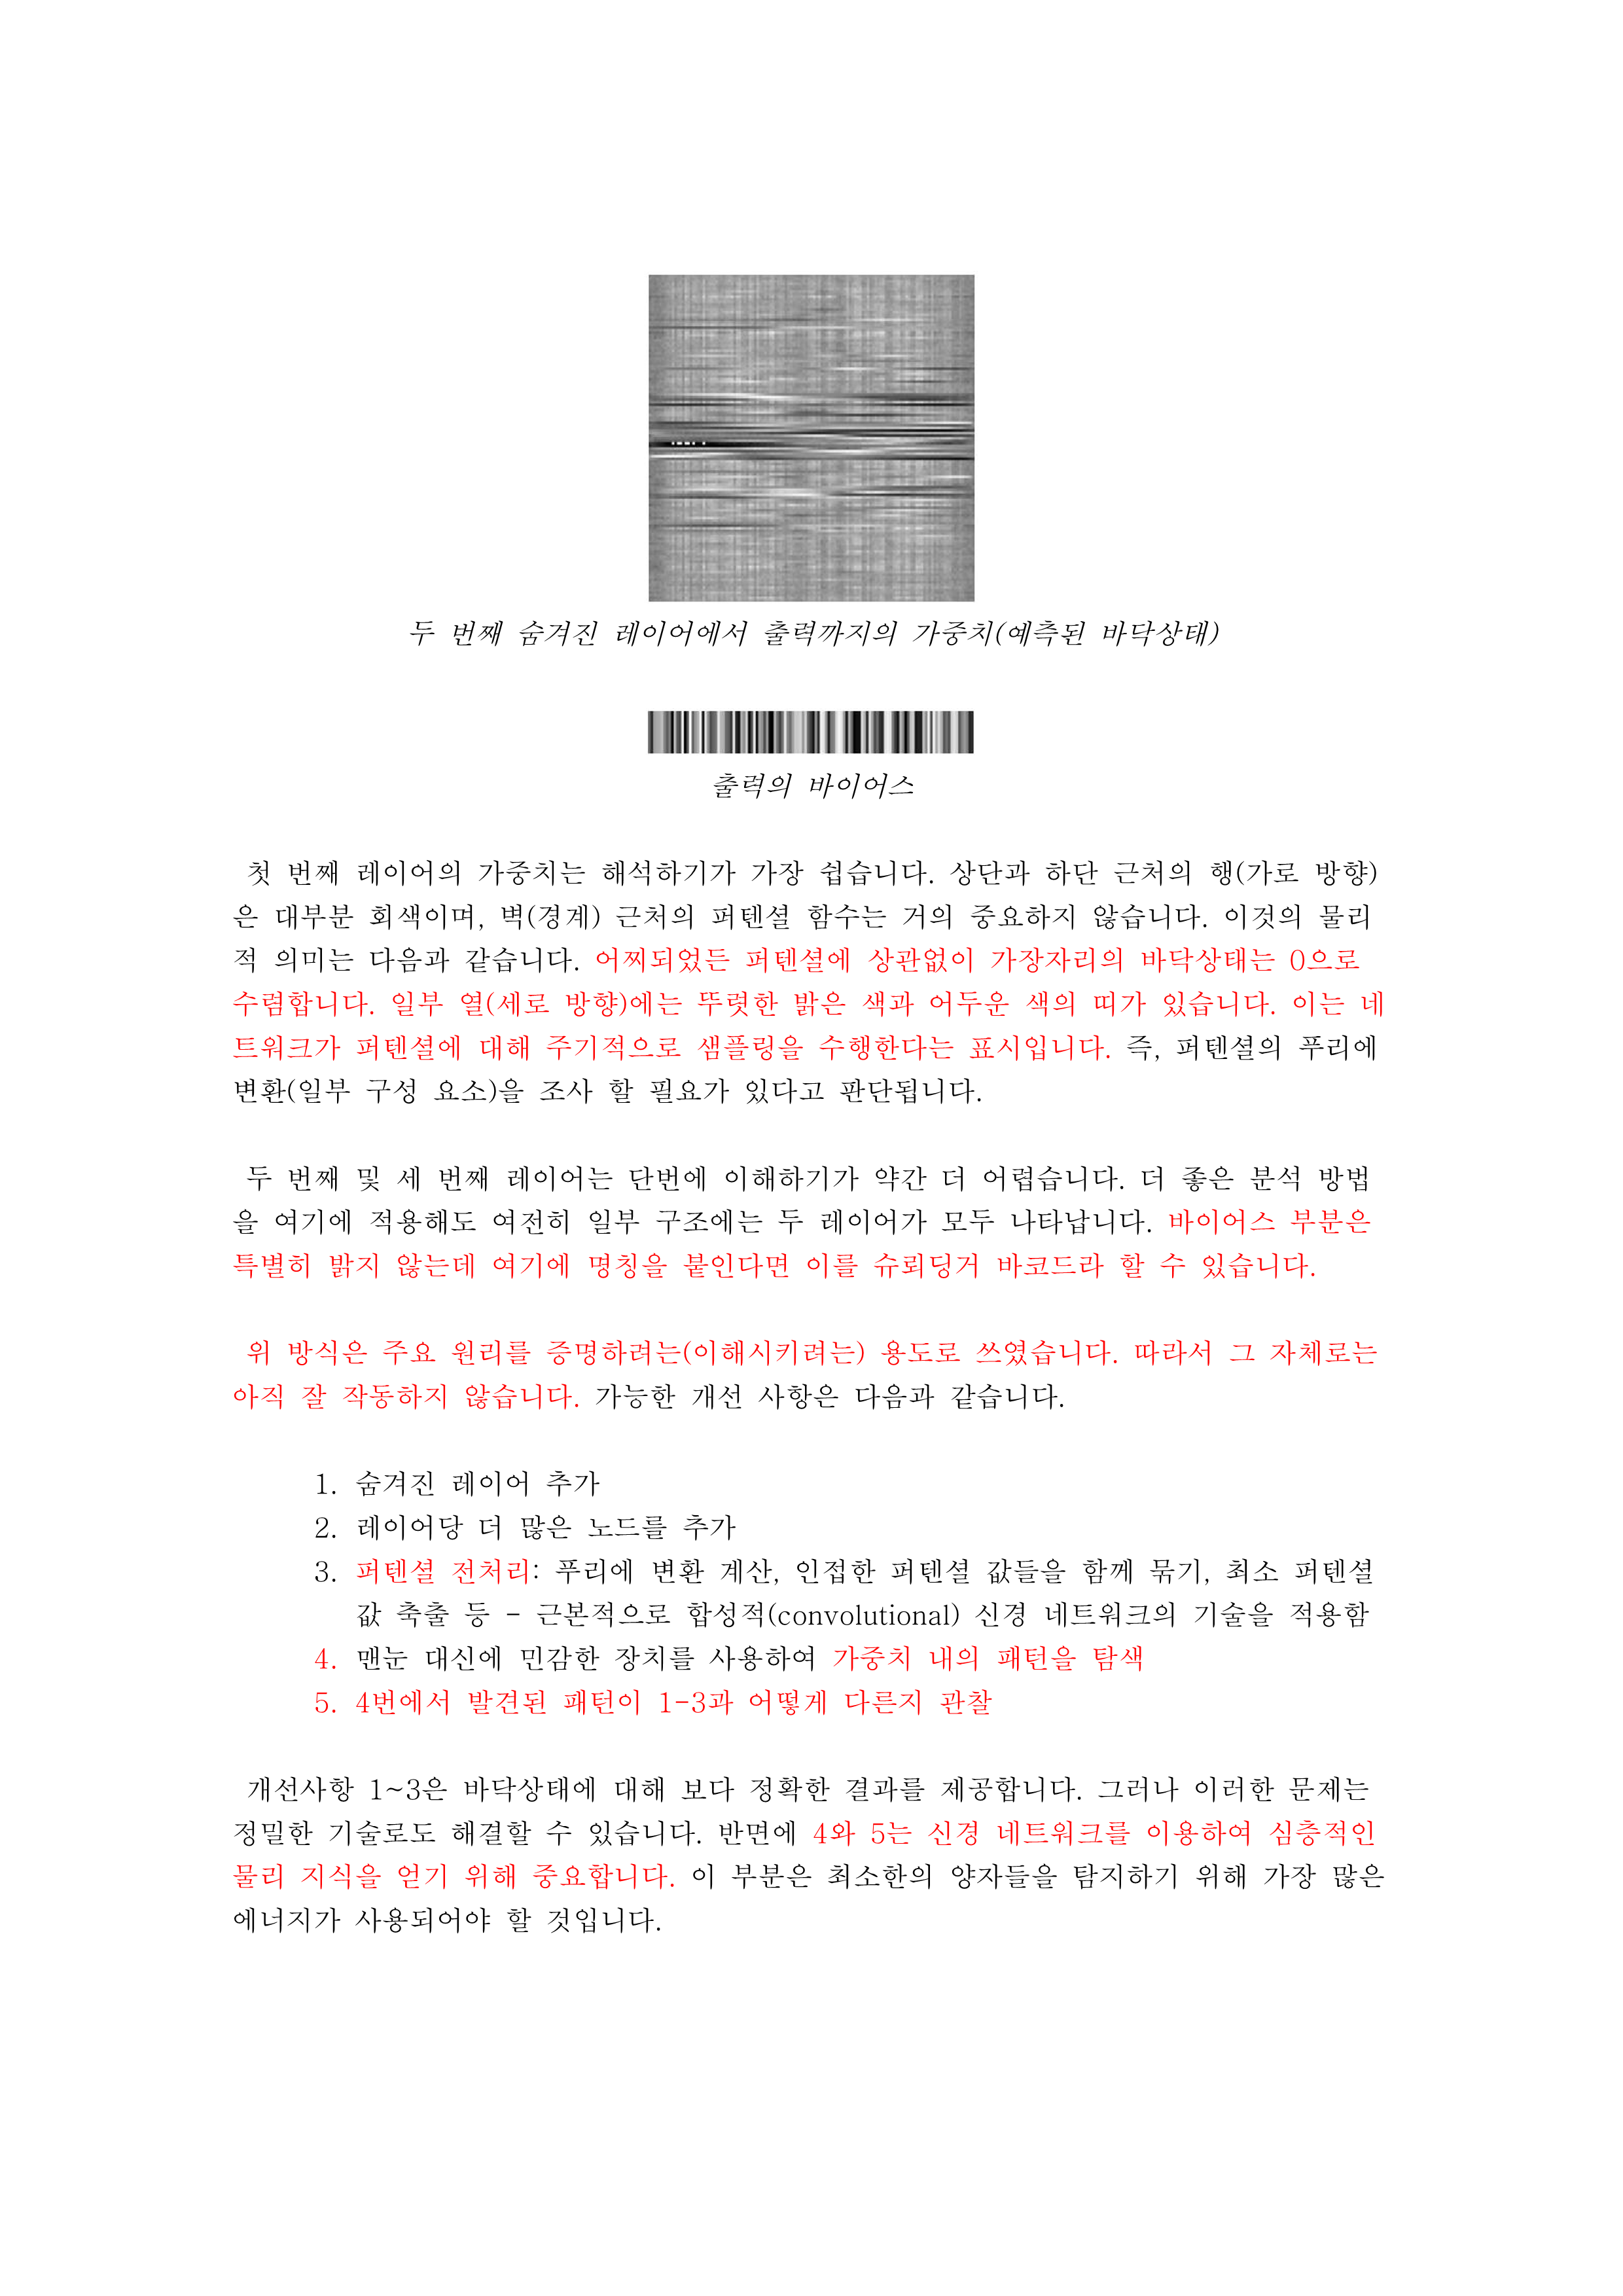 두 번째 숨겨진 레이어에서 출력까지의 가중치(예측된 바닥상태)
출력의 바이어스
첫 번째 레이어의 가중치는 해석하기가 가장 쉽습니다. 상단과 하단 근처의 행(가로 방향)
은 대부분 회색이며, 벽(경계) 근처의 퍼텐셜 함수는 거의 중요하지 않습니다. 이것의 물리
적 의미는 다음과 같습니다. 어찌되었든 퍼텐셜에 상관없이 가장자리의 바닥상태는 0으로
수렴합니다. 일부 열(세로 방향)에는 뚜렷한 밝은 색과 어두운 색의 띠가 있습니다. 이는 네
트워크가 퍼텐셜에 대해 주기적으로 샘플링을 수행한다는 표시입니다. 즉, 퍼텐셜의 푸리에
변환(일부 구성 요소)을 조사 할 필요가 있다고 판단됩니다.
두 번째 및 세 번째 레이어는 단번에 이해하기가 약간 더 어렵습니다. 더 좋은 분석 방법
을 여기에 적용해도 여전히 일부 구조에는 두 레이어가 모두 나타납니다. 바이어스 부분은
특별히 밝지 않는데 여기에 명칭을 붙인다면 이를 슈뢰딩거 바코드라 할 수 있습니다.
위 방식은 주요 원리를 증명하려는(이해시키려는) 용도로 쓰였습니다. 따라서 그 자체로는
아직 잘 작동하지 않습니다. 가능한 개선 사항은 다음과 같습니다.
1. 숨겨진 레이어 추가
2. 레이어당 더 많은 노드를 추가
3. 퍼텐셜 전처리: 푸리에 변환 계산, 인접한 퍼텐셜 값들을 함께 묶기, 최소 퍼텐셜
값 축출 등 - 근본적으로 합성적(convolutional) 신경 네트워크의 기술을 적용함
4. 맨눈 대신에 민감한 장치를 사용하여 가중치 내의 패턴을 탐색
5. 4번에서 발견된 패턴이 1-3과 어떻게 다른지 관찰
개선사항 1~3은 바닥상태에 대해 보다 정확한 결과를 제공합니다. 그러나 이러한 문제는
정밀한 기술로도 해결할 수 있습니다. 반면에 4와 5는 신경 네트워크를 이용하여 심층적인
물리 지식을 얻기 위해 중요합니다. 이 부분은 최소한의 양자들을 탐지하기 위해 가장 많은
에너지가 사용되어야 할 것입니다.